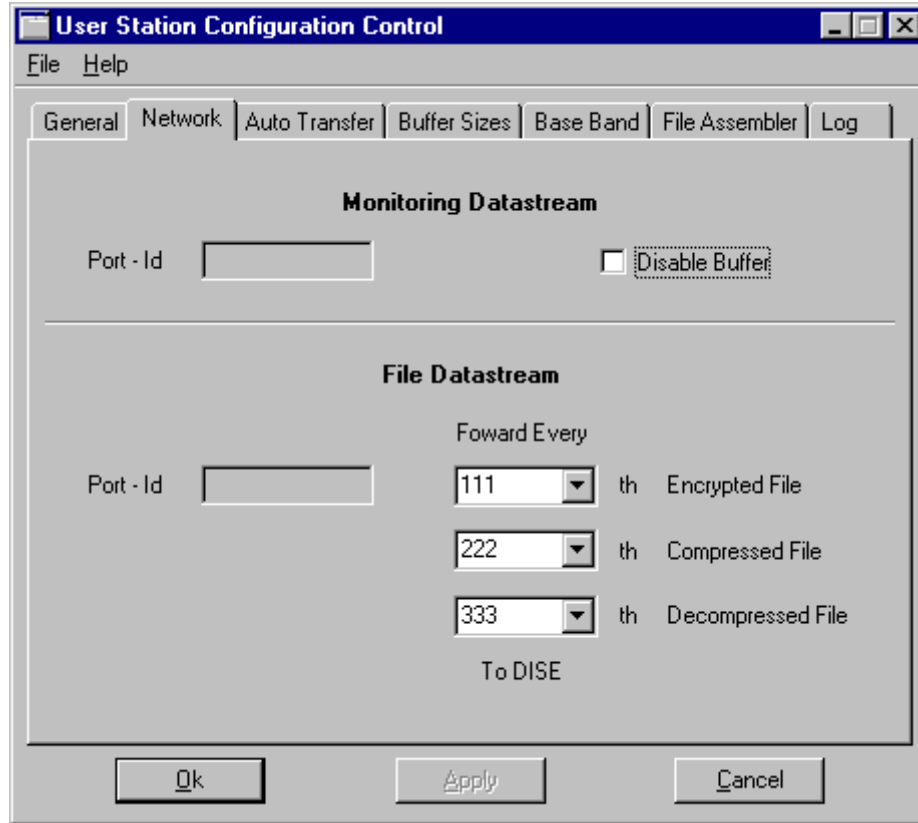 User Station Configuration Control
File Help
General Network Auto Transfer Buffer Sizes Base Band File Assembler Log
Monitoring Datastream
Port - Id Disable Buffer
File Datastream
Foward Every
Port - Id 111 th Encrypted File
222 th Compressed File
333 th Decompressed File
To DISE
Ok Apply Cancel